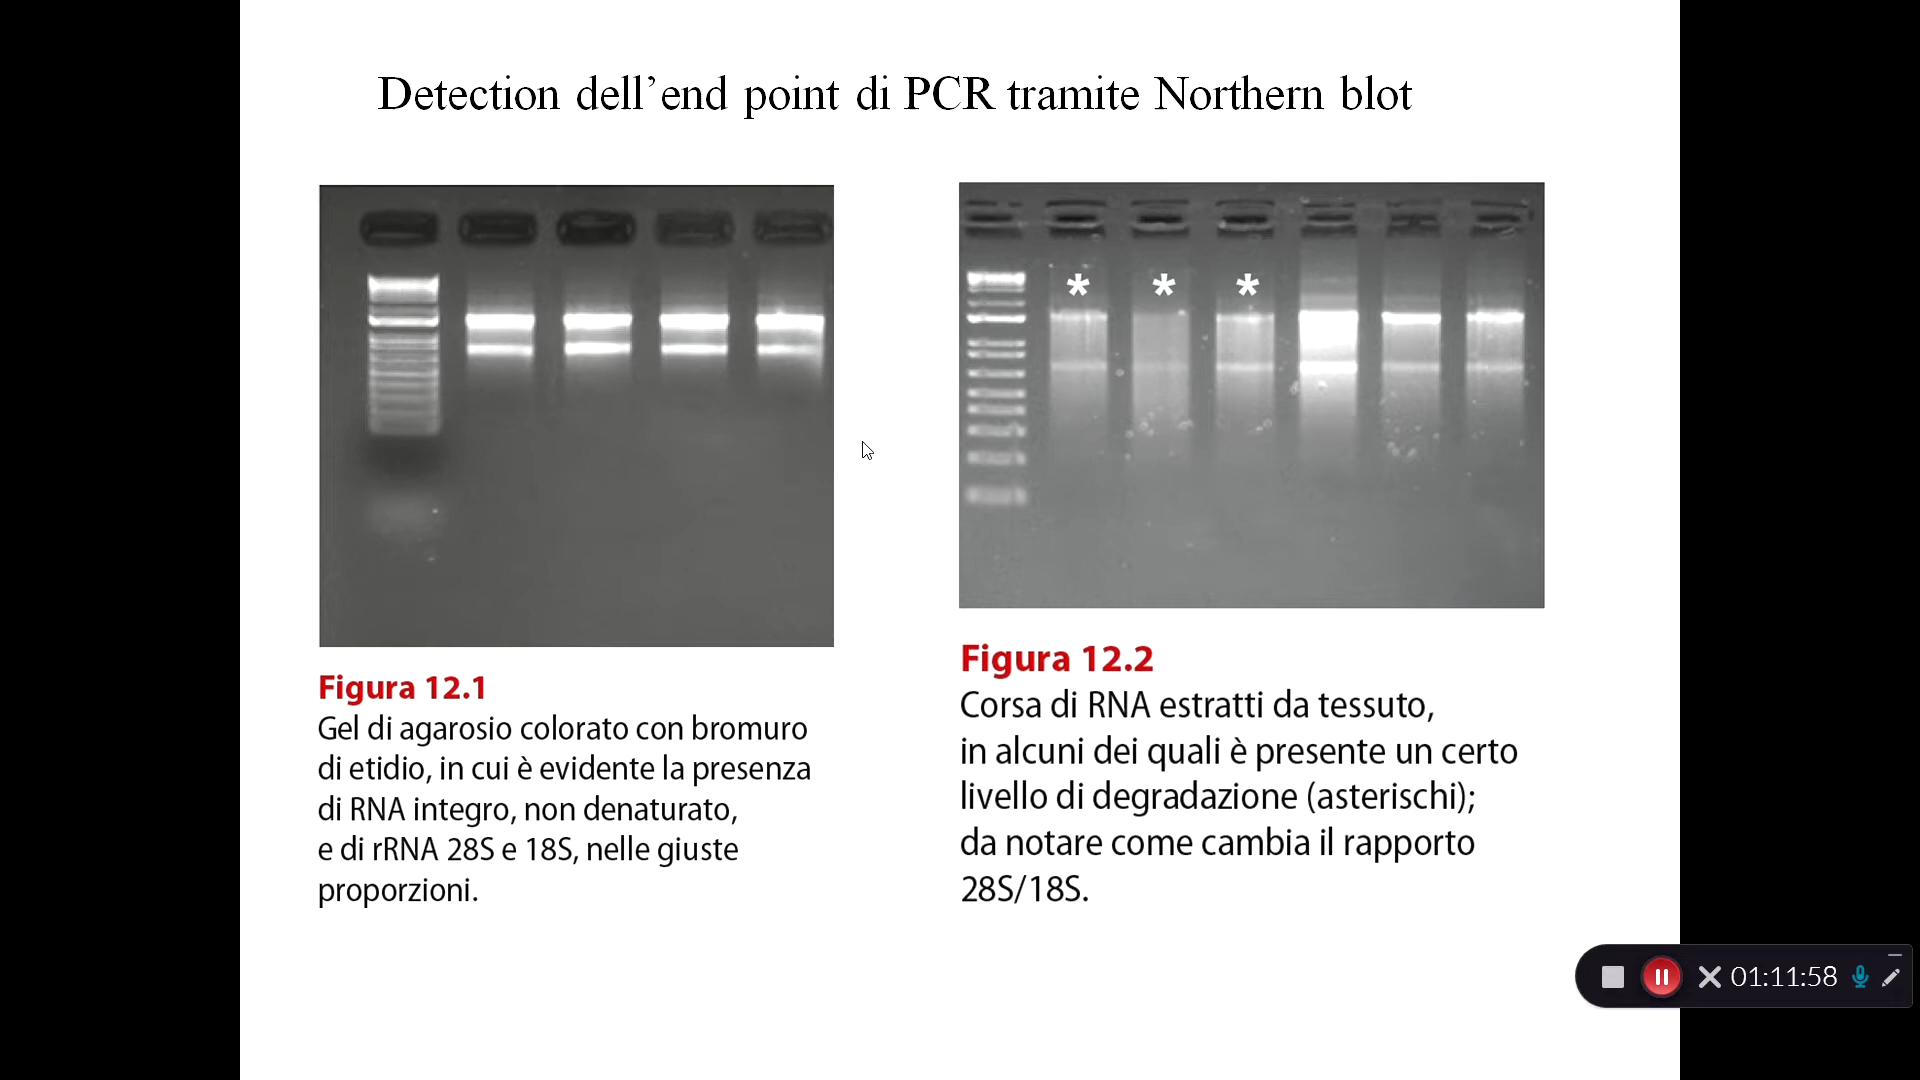 Detection dell’end point di PCR tramite Northern blot
* * *
Figura 12.1
Gel di agarosio colorato con bromuro
di etidio, in cui è evidente la presenza
di RNA integro, non denaturato,
e di rRNA 28S e 18S, nelle giuste
proporzioni.
Figura 12.2
Corsa di RNA estratti da tessuto,
in alcuni dei quali è presente un certo
livello di degradazione (asterischi);
da notare come cambia il rapporto
28S/18S.
01:11:58